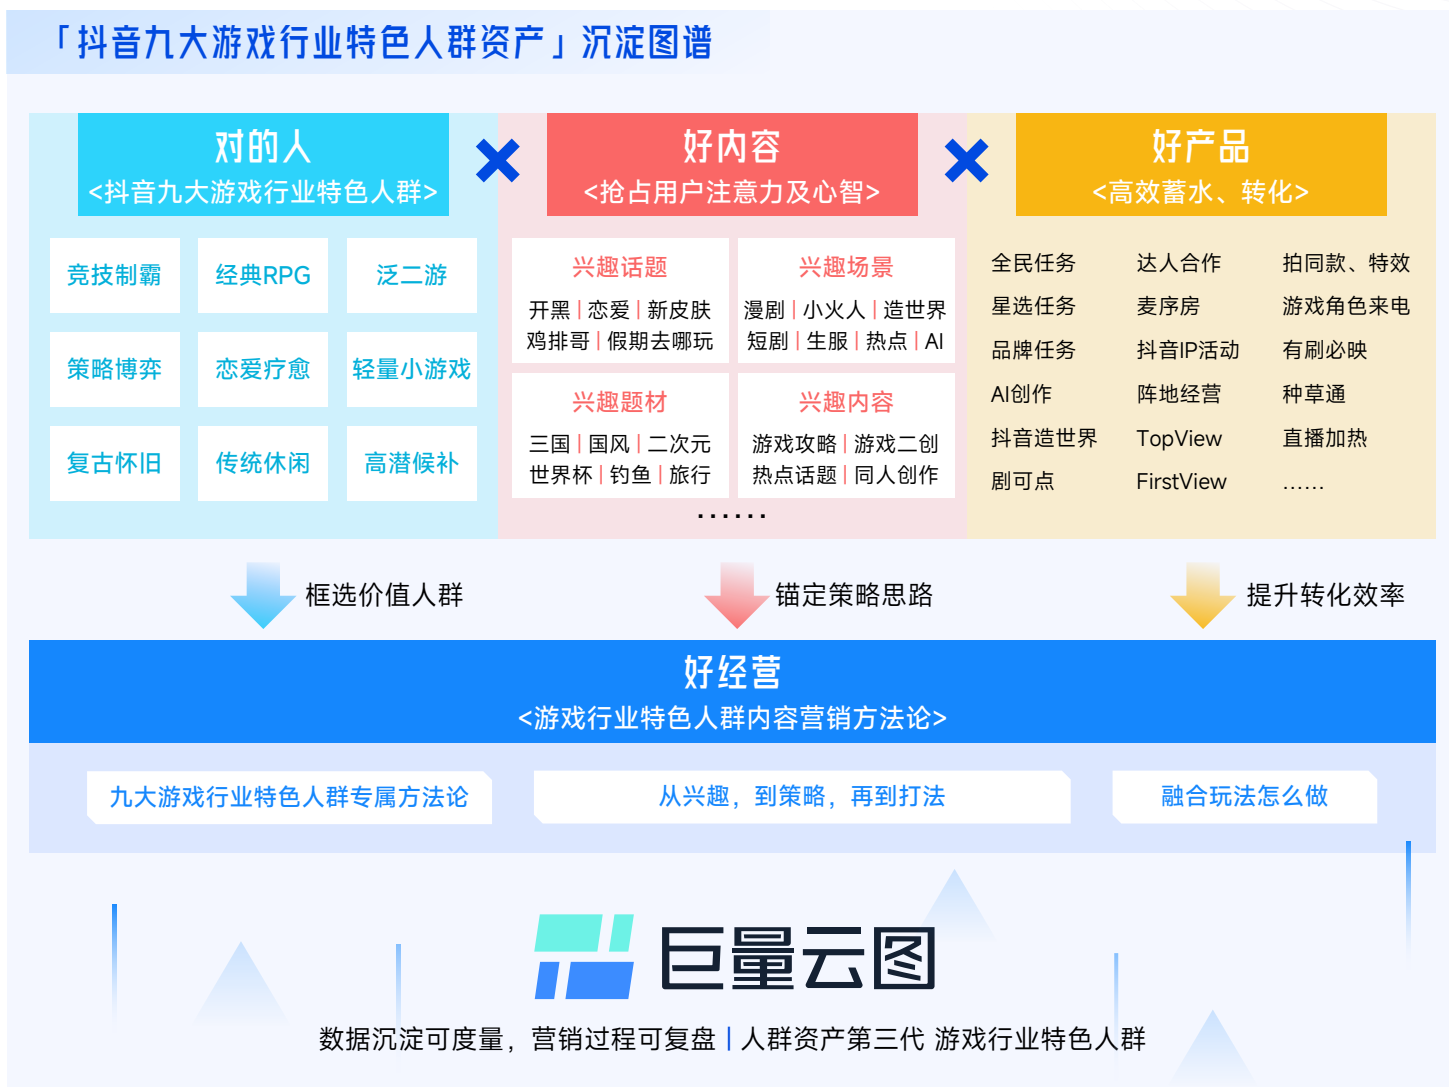 「抖音九大游戏行业特色人群资产」沉淀图谱
对的人
<抖音九大游戏行业特色人群>
竞技制霸
经典RPG
泛二游
策略博弈
恋爱疗愈
轻量小游戏
复古怀旧
传统休闲
高潜候补
好内容
<抢占用户注意力及心智>
兴趣话题
开黑 | 恋爱 | 新皮肤
鸡排哥 | 假期去哪玩
兴趣场景
漫剧 | 小火人 | 造世界
短剧 | 生服 | 热点 | AI
兴趣题材
三国 | 国风 | 二次元
世界杯 | 钓鱼 | 旅行
兴趣内容
游戏攻略 | 游戏二创
热点话题 | 同人创作
······
好产品
<高效蓄水、转化>
全民任务
达人合作
拍同款、特效
星选任务
麦序房
游戏角色来电
品牌任务
抖音IP活动
有刷必映
AI创作
阵地经营
种草通
抖音造世界
TopView
直播加热
剧可点
FirstView
……
框选价值人群
锚定策略思路
提升转化效率
好经营
<游戏行业特色人群内容营销方法论>
九大游戏行业特色人群专属方法论
从兴趣，到策略，再到打法
融合玩法怎么做
巨量云图
数据沉淀可度量，营销过程可复盘 | 人群资产第三代 游戏行业特色人群